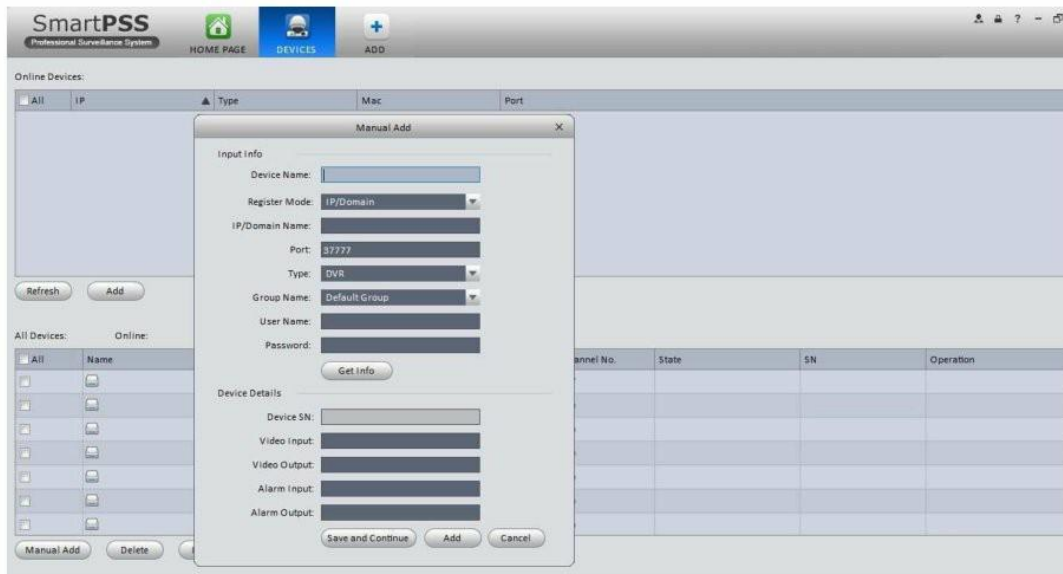 SmartPSS
Professional Surveillance System
HOME PAGE
DEVICES
ADD
?
Online Devices:
All IP Type Mac Port
Manual Add
Input Info
Device Name:
Register Mode: IP/Domain
IP/Domain Name:
Port: 37777
Type: DVR
Group Name: Default Group
User Name:
Password:
Get Info
Refresh Add
All Devices: Online:
All Name annel No. State SN Operation
Device Details
Device SN:
Video Input:
Video Output:
Alarm Input:
Alarm Output:
Save and Continue Add Cancel
Manual Add Delete